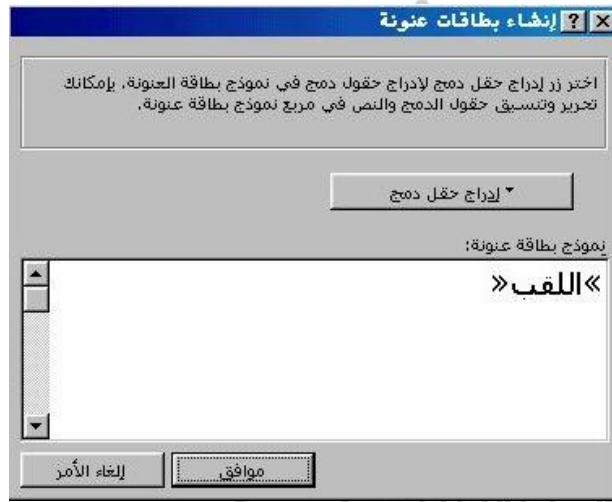 إنشاء بطاقات عنونة
اختر زر إدراج حقل دمج لإدراج حقول دمج في نموذج بطاقة العنونة. بإمكانك
تحرير وتنسيق حقول الدمج والنص في مربع نموذج بطاقة عنونة.
إدراج حقل دمج
نموذج بطاقة عنونة:
»اللقب«
موافق
إلغاء الأمر